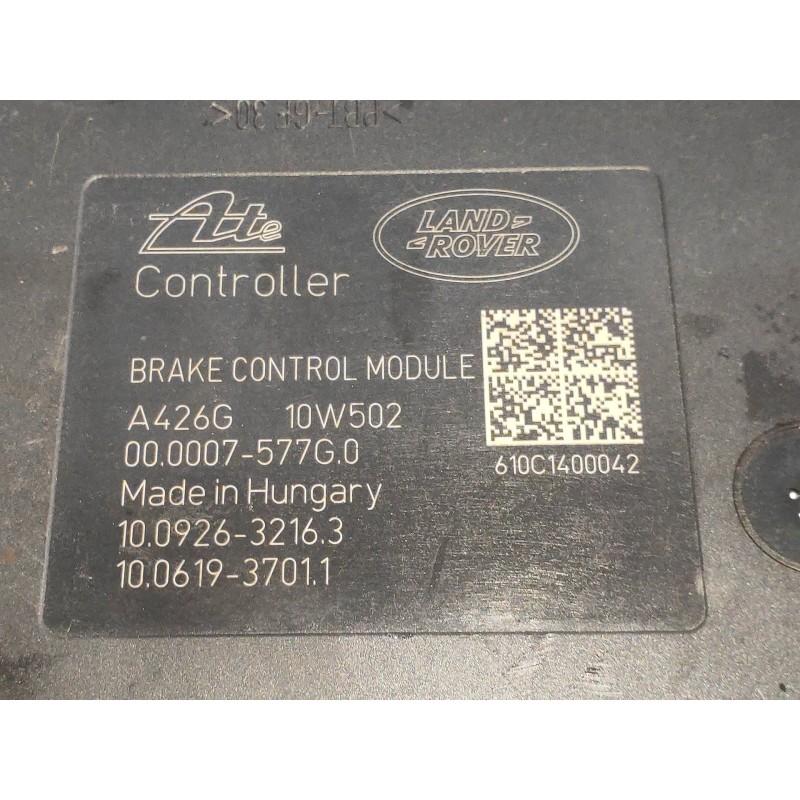 >PBT-GF 30<
Ate
LAND
ROVER
Controller
BRAKE CONTROL MODULE
A426G 10W502
00.0007-577G.0
610C1400042
Made in Hungary
10.0926-3216.3
10.0619-3701.1